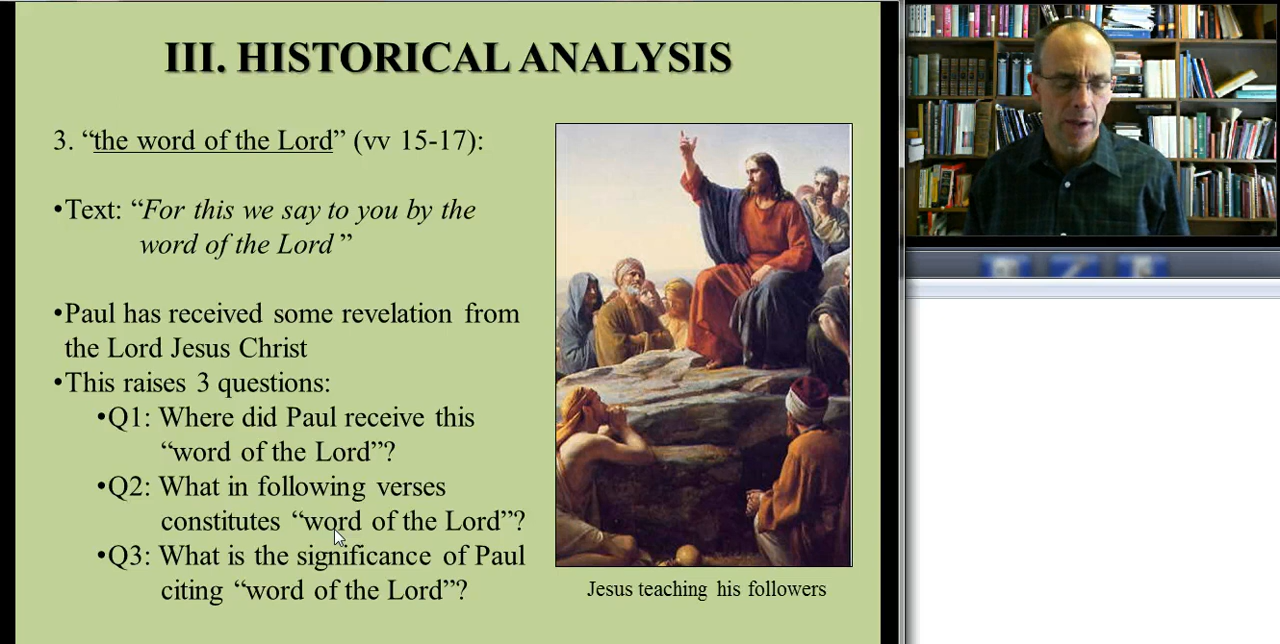 III. HISTORICAL ANALYSIS
3. “the word of the Lord” (vv 15-17):
•Text: “For this we say to you by the
word of the Lord ”
•Paul has received some revelation from
the Lord Jesus Christ
•This raises 3 questions:
•Q1: Where did Paul receive this
“word of the Lord”?
•Q2: What in following verses
constitutes “word of the Lord”?
•Q3: What is the significance of Paul
citing “word of the Lord”?
Jesus teaching his followers